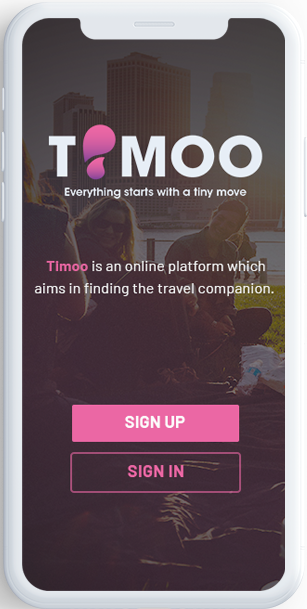 TIMOO
Everything starts with a tiny move
Timoo is an online platform which
aims in finding the travel companion.
SIGN UP
SIGN IN